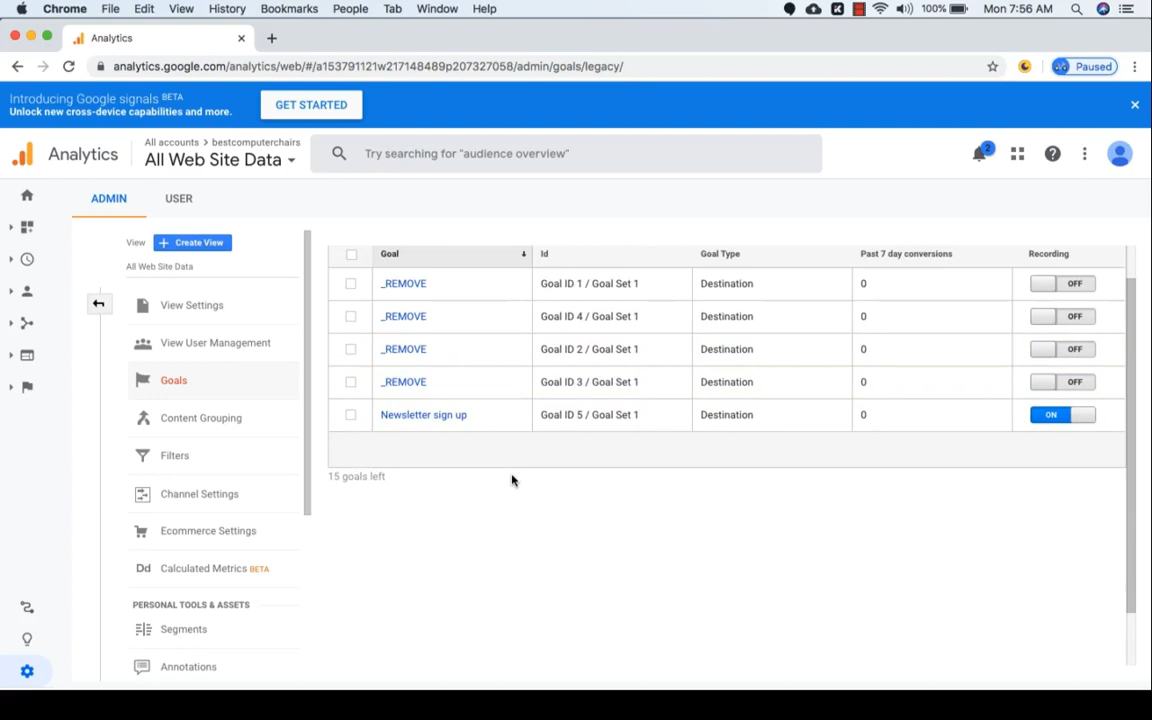 Chrome File Edit View History Bookmarks People Tab Window Help 100% Mon 7:56 AM
Analytics
analytics.google.com/analytics/web/#/a153791121w217148489p207327058/admin/goals/legacy/ Paused
Introducing Google signals BETA
Unlock new cross-device capabilities and more.
GET STARTED
Analytics
All accounts > bestcomputerchairs
All Web Site Data
Try searching for "audience overview"
2
ADMIN USER
View + Create View
All Web Site Data
View Settings
View User Management
Goals
Content Grouping
Filters
Channel Settings
Ecommerce Settings
Dd Calculated Metrics BETA
PERSONAL TOOLS & ASSETS
Segments
Annotations
Goal Id Goal Type Past 7 day conversions Recording
_REMOVE Goal ID 1 / Goal Set 1 Destination 0 OFF
_REMOVE Goal ID 4 / Goal Set 1 Destination 0 OFF
_REMOVE Goal ID 2 / Goal Set 1 Destination 0 OFF
_REMOVE Goal ID 3 / Goal Set 1 Destination 0 OFF
Newsletter sign up Goal ID 5 / Goal Set 1 Destination 0 ON
15 goals left